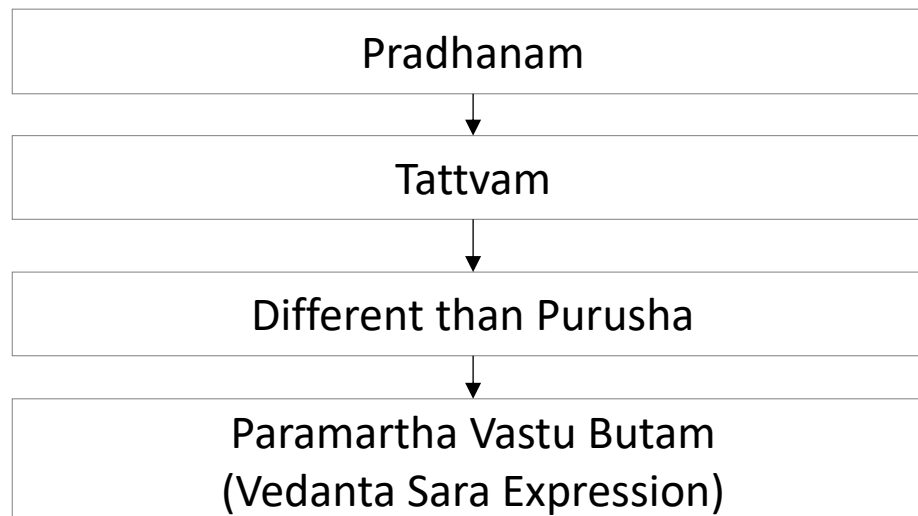 Pradhanam
Tattvam
Different than Purusha
Paramartha Vastu Butam
(Vedanta Sara Expression)